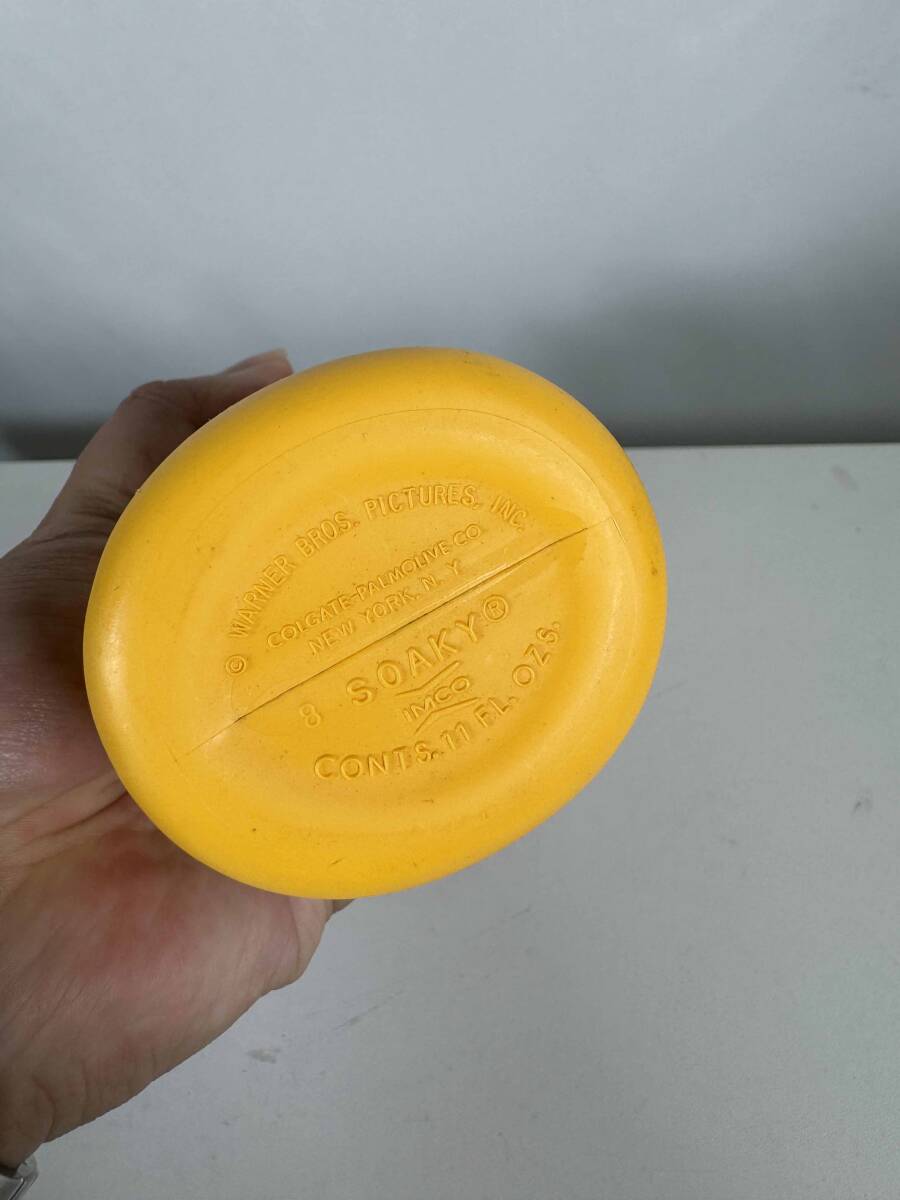 © WARNER BROS. PICTURES, INC.
COLGATE-PALMOLIVE CO
NEW YORK, N. Y
8 SOAKY®
IMCO
CONTS. 11 FL. OZS.